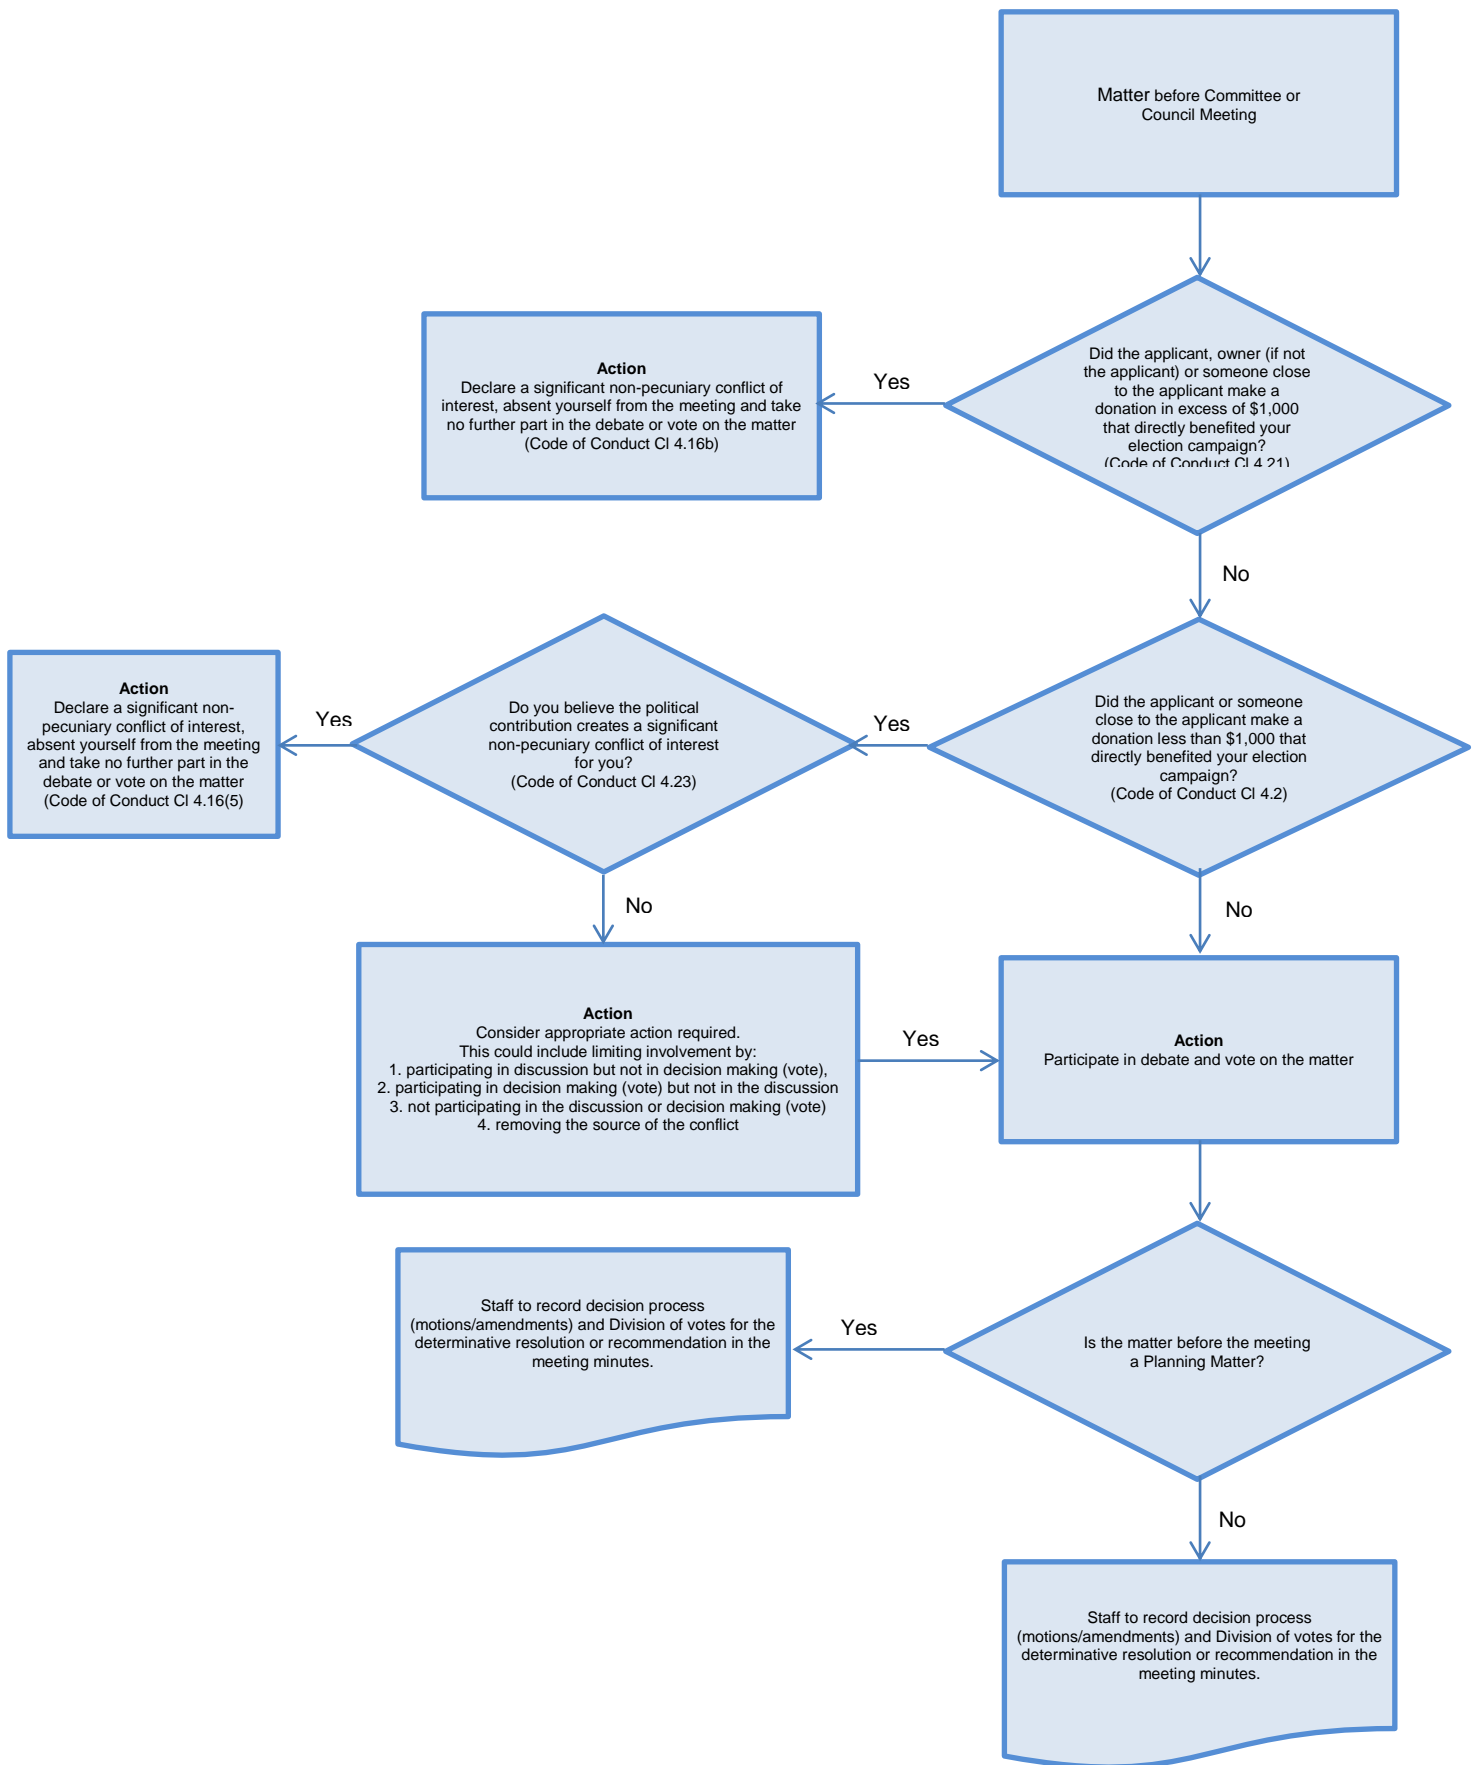 Matter before Committee or
Council Meeting
Did the applicant, owner (if not
the applicant) or someone close
to the applicant make a
donation in excess of $1,000
that directly benefited your
election campaign?
(Code of Conduct Cl 4.21)
Yes
Action
Declare a significant non-pecuniary conflict of
interest, absent yourself from the meeting and take
no further part in the debate or vote on the matter
(Code of Conduct Cl 4.16b)
No
Did the applicant or someone
close to the applicant make a
donation less than $1,000 that
directly benefited your election
campaign?
(Code of Conduct Cl 4.2)
Yes
Do you believe the political
contribution creates a significant
non-pecuniary conflict of interest
for you?
(Code of Conduct Cl 4.23)
Yes
Action
Declare a significant non-
pecuniary conflict of interest,
absent yourself from the meeting
and take no further part in the
debate or vote on the matter
(Code of Conduct Cl 4.16(5)
No
Action
Consider appropriate action required.
This could include limiting involvement by:
1. participating in discussion but not in decision making (vote),
2. participating in decision making (vote) but not in the discussion
3. not participating in the discussion or decision making (vote)
4. removing the source of the conflict
Yes
No
Action
Participate in debate and vote on the matter
Is the matter before the meeting
a Planning Matter?
Yes
Staff to record decision process
(motions/amendments) and Division of votes for the
determinative resolution or recommendation in the
meeting minutes.
No
Staff to record decision process
(motions/amendments) and Division of votes for the
determinative resolution or recommendation in the
meeting minutes.